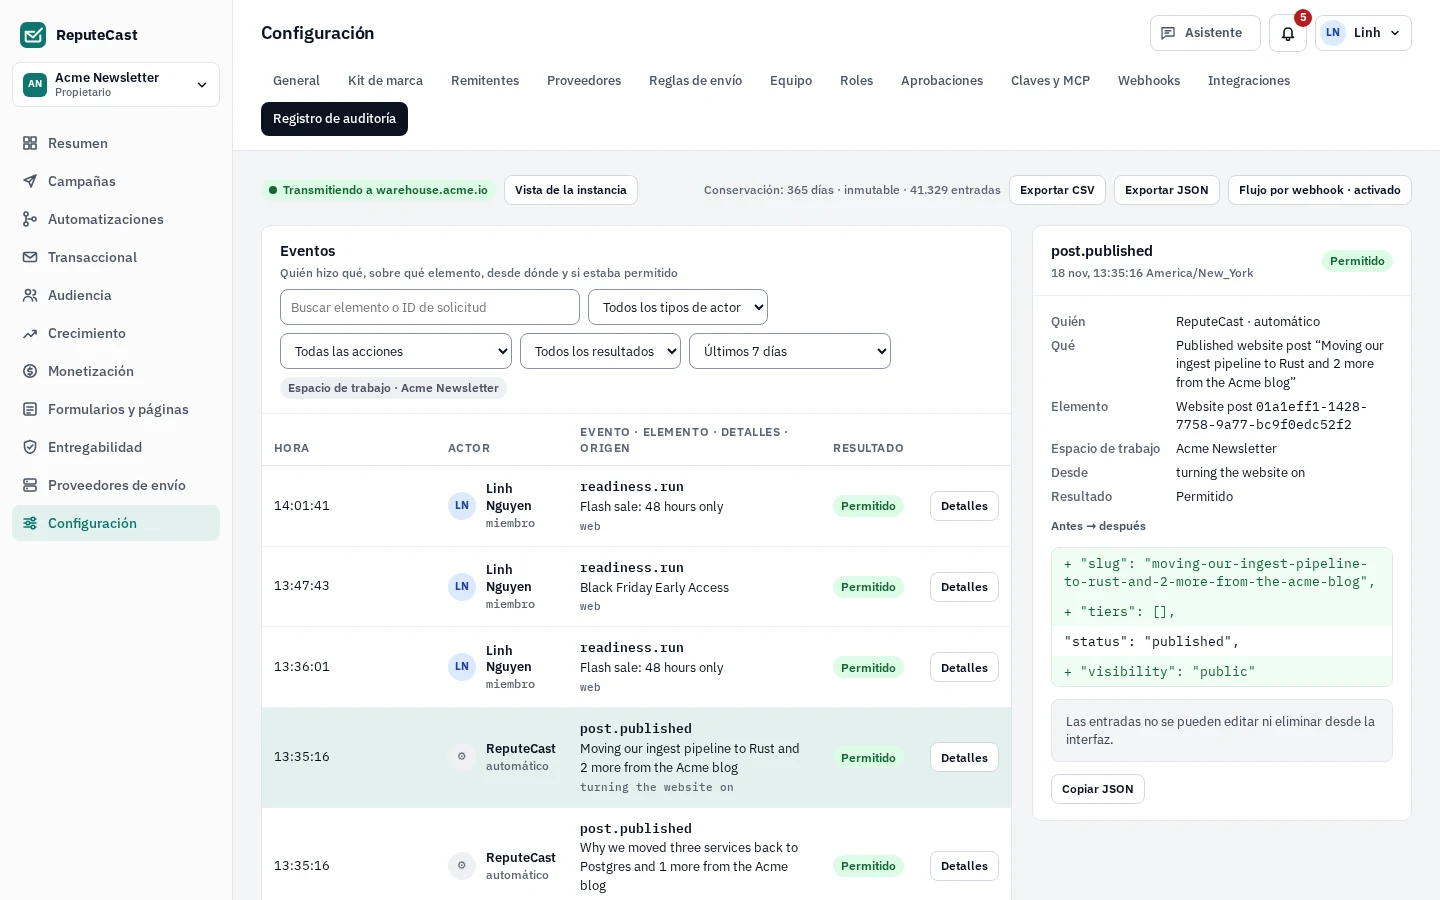 ReputeCast
AN
Acme Newsletter
Propietario
Resumen
Campañas
Automatizaciones
Transaccional
Audiencia
Crecimiento
Monetización
Formularios y páginas
Entregabilidad
Proveedores de envío
Configuración
Configuración
Asistente
5
LN
Linh
General
Kit de marca
Remitentes
Proveedores
Reglas de envío
Equipo
Roles
Aprobaciones
Claves y MCP
Webhooks
Integraciones
Registro de auditoría
Transmitiendo a warehouse.acme.io
Vista de la instancia
Conservación: 365 días · inmutable · 41.329 entradas
Exportar CSV
Exportar JSON
Flujo por webhook · activado
Eventos
Quién hizo qué, sobre qué elemento, desde dónde y si estaba permitido
Buscar elemento o ID de solicitud
Todos los tipos de actor
Todas las acciones
Todos los resultados
Últimos 7 días
Espacio de trabajo · Acme Newsletter
HORA
ACTOR
EVENTO · ELEMENTO · DETALLES ·
ORIGEN
RESULTADO
14:01:41
LN
Linh
Nguyen
miembro
readiness.run
Flash sale: 48 hours only
web
Permitido
Detalles
13:47:43
Linh
Nguyen
LN
miembro
readiness.run
Black Friday Early Access
web
Permitido
Detalles
13:36:01
LN
Linh
Nguyen
miembro
readiness.run
Flash sale: 48 hours only
web
Permitido
Detalles
13:35:16
ReputeCast
automático
post.published
Moving our ingest pipeline to Rust and
2 more from the Acme blog
turning the website on
Permitido
Detalles
13:35:16
ReputeCast
automático
post.published
Why we moved three services back to
Postgres and 1 more from the Acme
blog
Permitido
Detalles
post.published
18 nov, 13:35:16 America/New_York
Permitido
Quién
ReputeCast · automático
Qué
Published website post “Moving our
ingest pipeline to Rust and 2 more
from the Acme blog”
Elemento
Website post 01a1eff1-1428-
7758-9a77-bc9f0edc52f2
Espacio de trabajo
Acme Newsletter
Desde
turning the website on
Resultado
Permitido
Antes → después
+ "slug": "moving-our-ingest-pipeline-
to-rust-and-2-more-from-the-acme-blog",
+ "tiers": [],
"status": "published",
+ "visibility": "public"
Las entradas no se pueden editar ni eliminar desde la
interfaz.
Copiar JSON